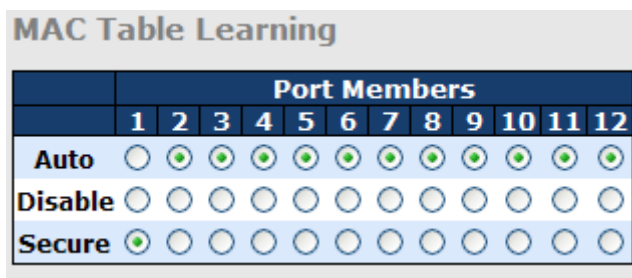 MAC Table Learning
Port Members
1 2 3 4 5 6 7 8 9 10 11 12
Auto
Disable
Secure